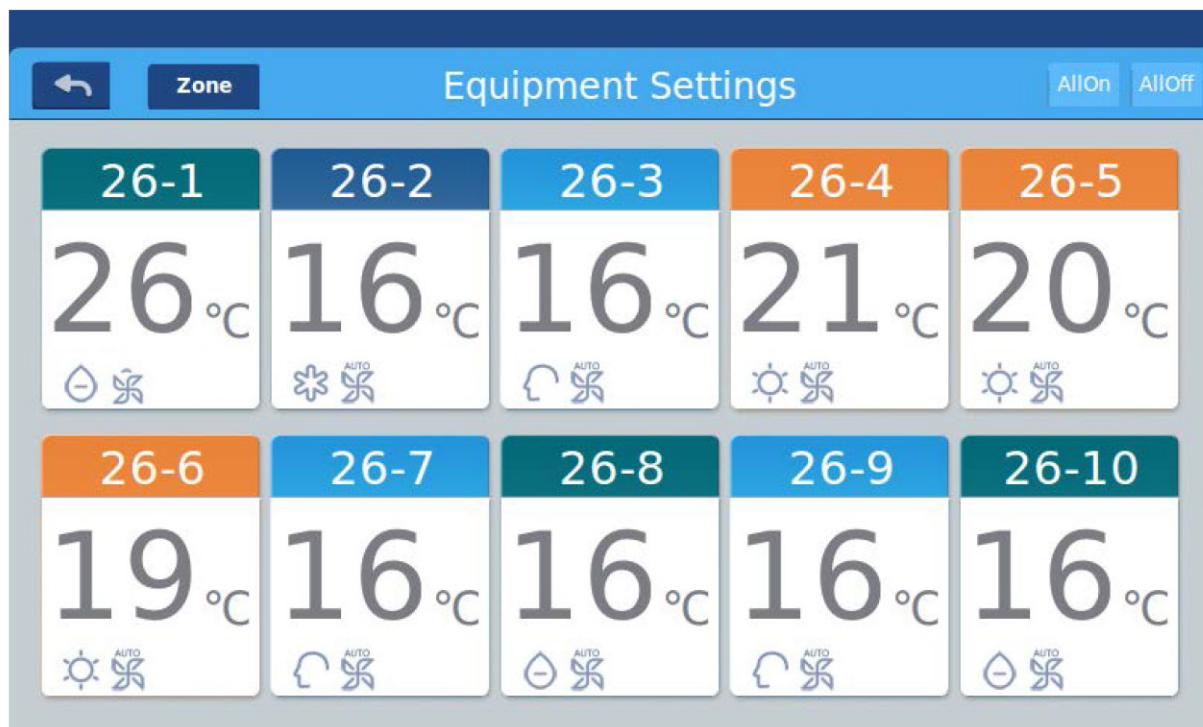 Zone Equipment Settings AllOn AllOff
26-1 26-2 26-3 26-4 26-5
26 °C 16 °C 16 °C 21 °C 20 °C
AUTO AUTO AUTO AUTO
26-6 26-7 26-8 26-9 26-10
19 °C 16 °C 16 °C 16 °C 16 °C
AUTO AUTO AUTO AUTO AUTO